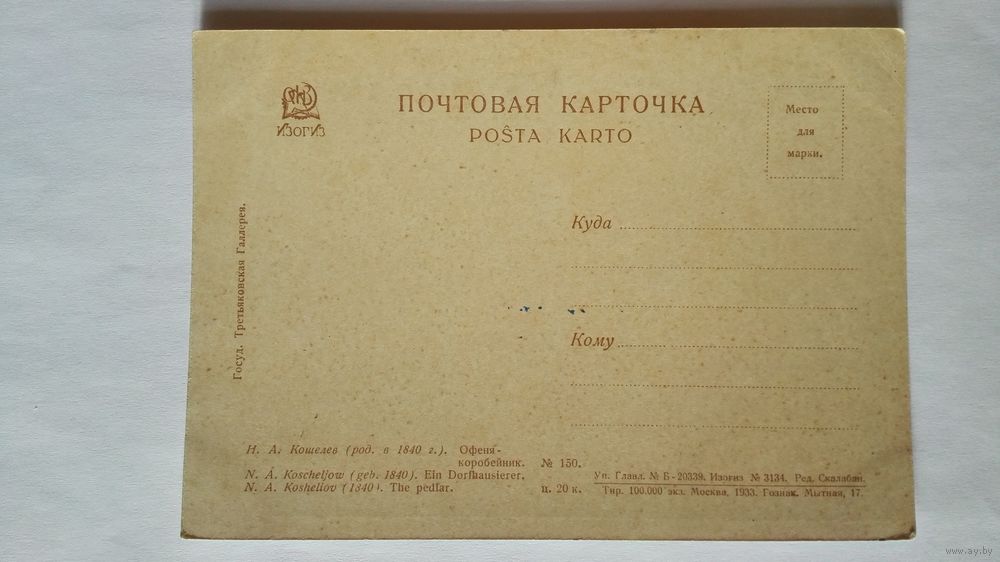 ИЗОГИЗ
ПОЧТОВАЯ КАРТОЧКА
POŜTA KARTO
Место
для
марки.
Госуд. Третьяковская Галлерея.
Куда
Кому
Н. А. Кошелев (род. в 1840 г.). Офеня-
коробейник.
N. A. Koscheljow (geb. 1840). Ein Dorfhausierer.
N. A. Kosheliov (1840). The pedlar.
№ 150.
ц. 20 к.
Уп. Главл. № Б-20339. Изогиз № 3134. Ред. Скалабан.
Тир. 100.000 экз. Москва, 1933. Гознак. Мытная, 17.
www.ay.by